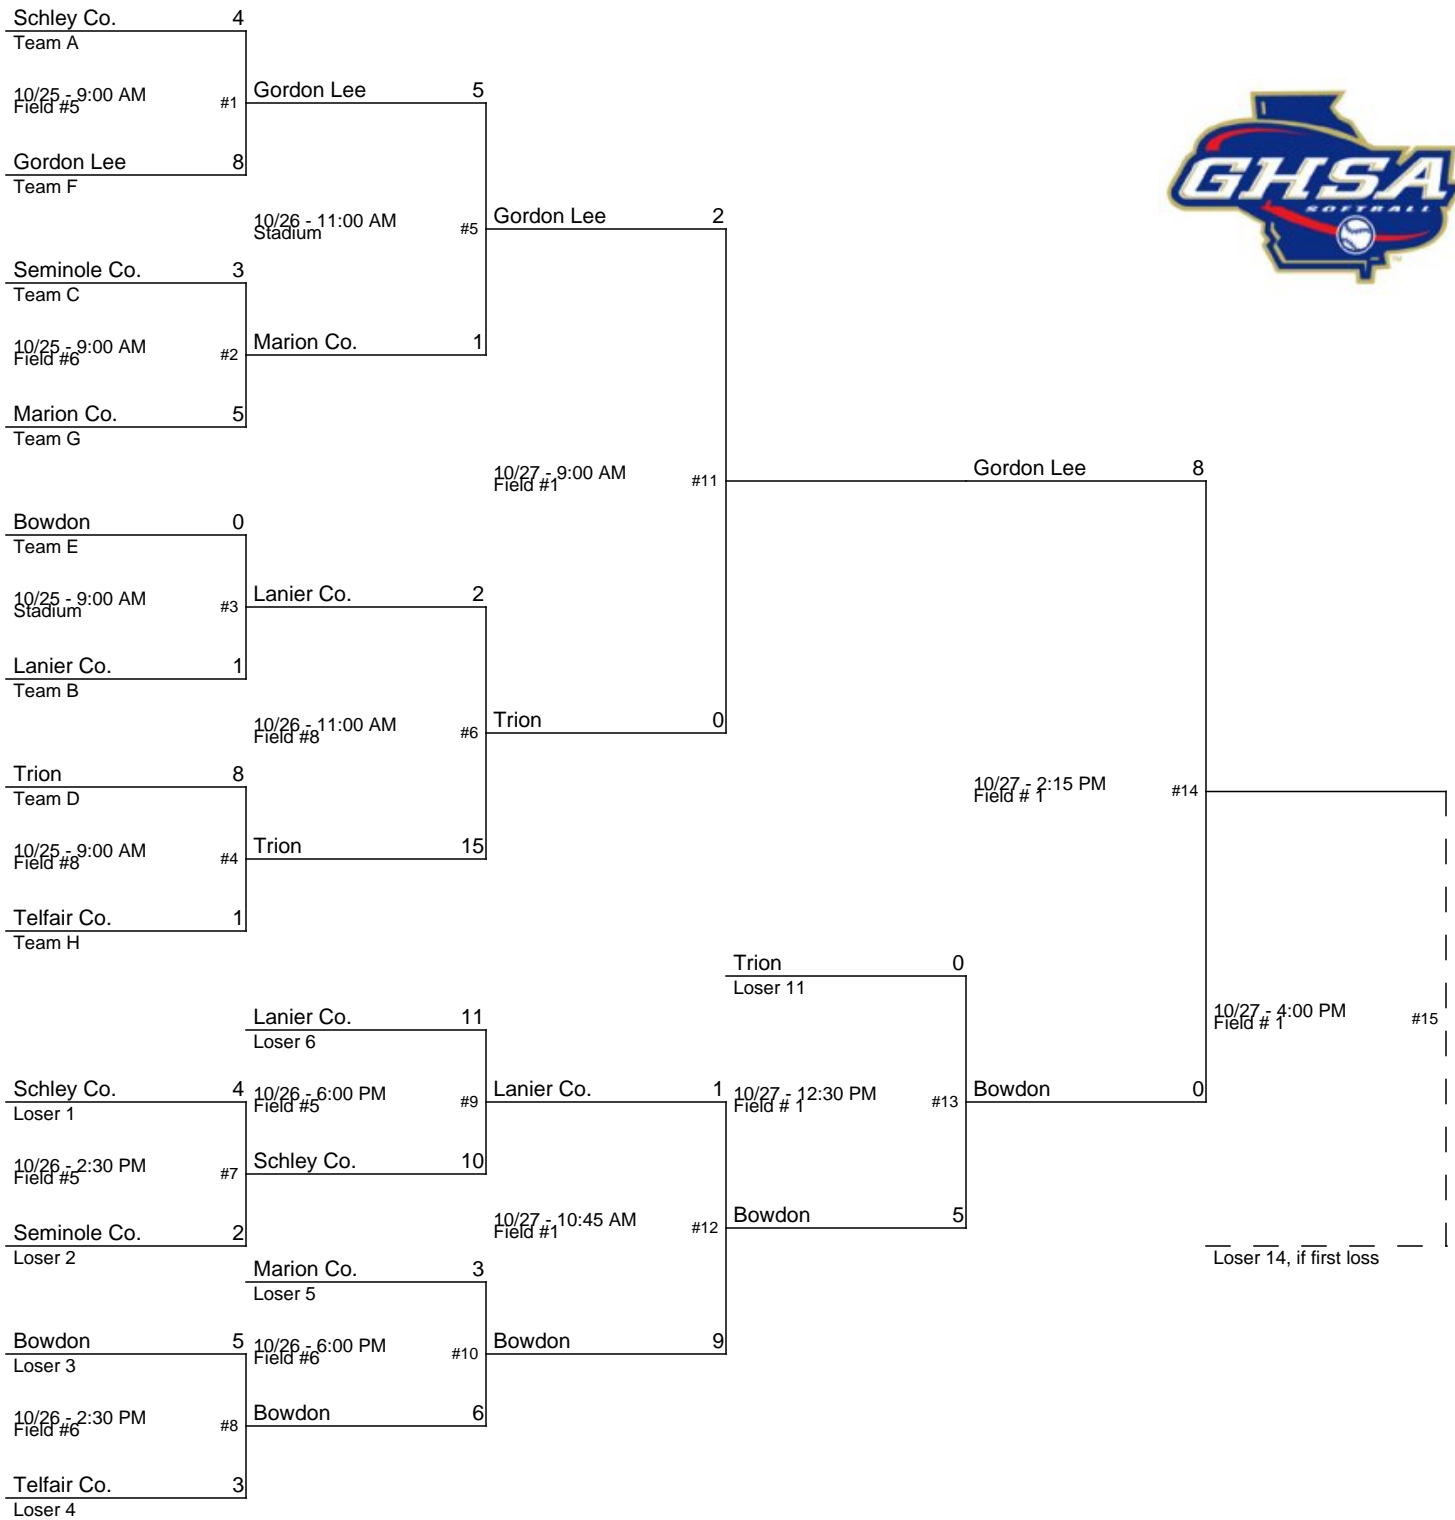 Schley Co. 4
Team A
10/25 - 9:00 AM
Field #5
#1
Gordon Lee 8
Team F
Gordon Lee 5
10/26 - 11:00 AM
Stadium
#5
Seminole Co. 3
Team C
10/25 - 9:00 AM
Field #6
#2
Marion Co. 5
Team G
Marion Co. 1
Gordon Lee 2
10/27 - 9:00 AM
Field #1
#11
Bowdon 0
Team E
10/25 - 9:00 AM
Stadium
#3
Lanier Co. 1
Team B
Lanier Co. 2
10/26 - 11:00 AM
Field #8
#6
Trion 8
Team D
10/25 - 9:00 AM
Field #8
#4
Telfair Co. 1
Team H
Trion 15
Trion 0
GHSA
SOFTBALL
TM
Gordon Lee 8
10/27 - 2:15 PM
Field # 1
#14
Trion 0
Loser 11
Lanier Co. 11
Loser 6
10/26 - 6:00 PM
Field #5
#9
Schley Co. 4
Loser 1
10/26 - 2:30 PM
Field #5
#7
Seminole Co. 2
Loser 2
Schley Co. 10
Lanier Co. 1
10/27 - 10:45 AM
Field #1
#12
10/27 - 12:30 PM
Field # 1
#13
Bowdon 0
Bowdon 5
10/27 - 4:00 PM
Field # 1
#15
Loser 14, if first loss
Marion Co. 3
Loser 5
10/26 - 6:00 PM
Field #6
#10
Bowdon 9
Bowdon 5
Loser 3
10/26 - 2:30 PM
Field #6
#8
Bowdon 6
Telfair Co. 3
Loser 4